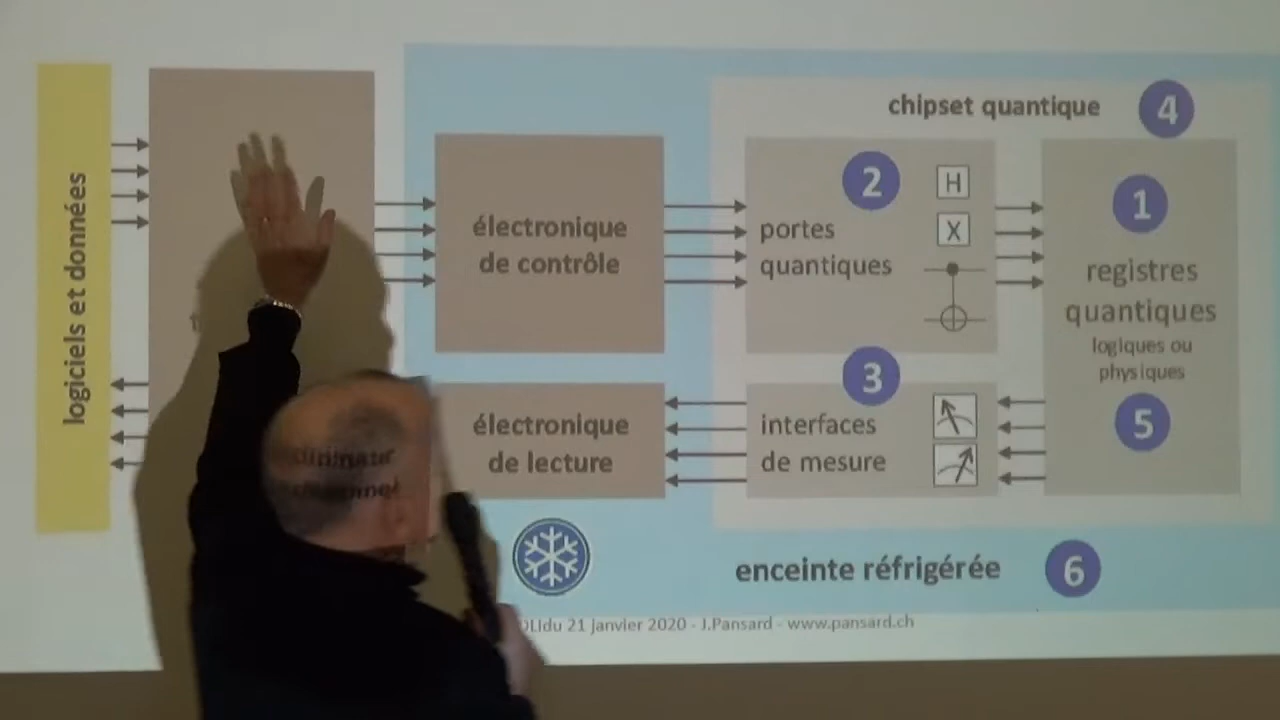 logiciels et données
électronique
de contrôle
électronique
de lecture
chipset quantique
4
2
portes
quantiques
H
X
3
interfaces
de mesure
1
registres
quantiques
logiques ou
physiques
5
enceinte réfrigérée
6
du 21 janvier 2020 - J.Pansard - www.pansard.ch